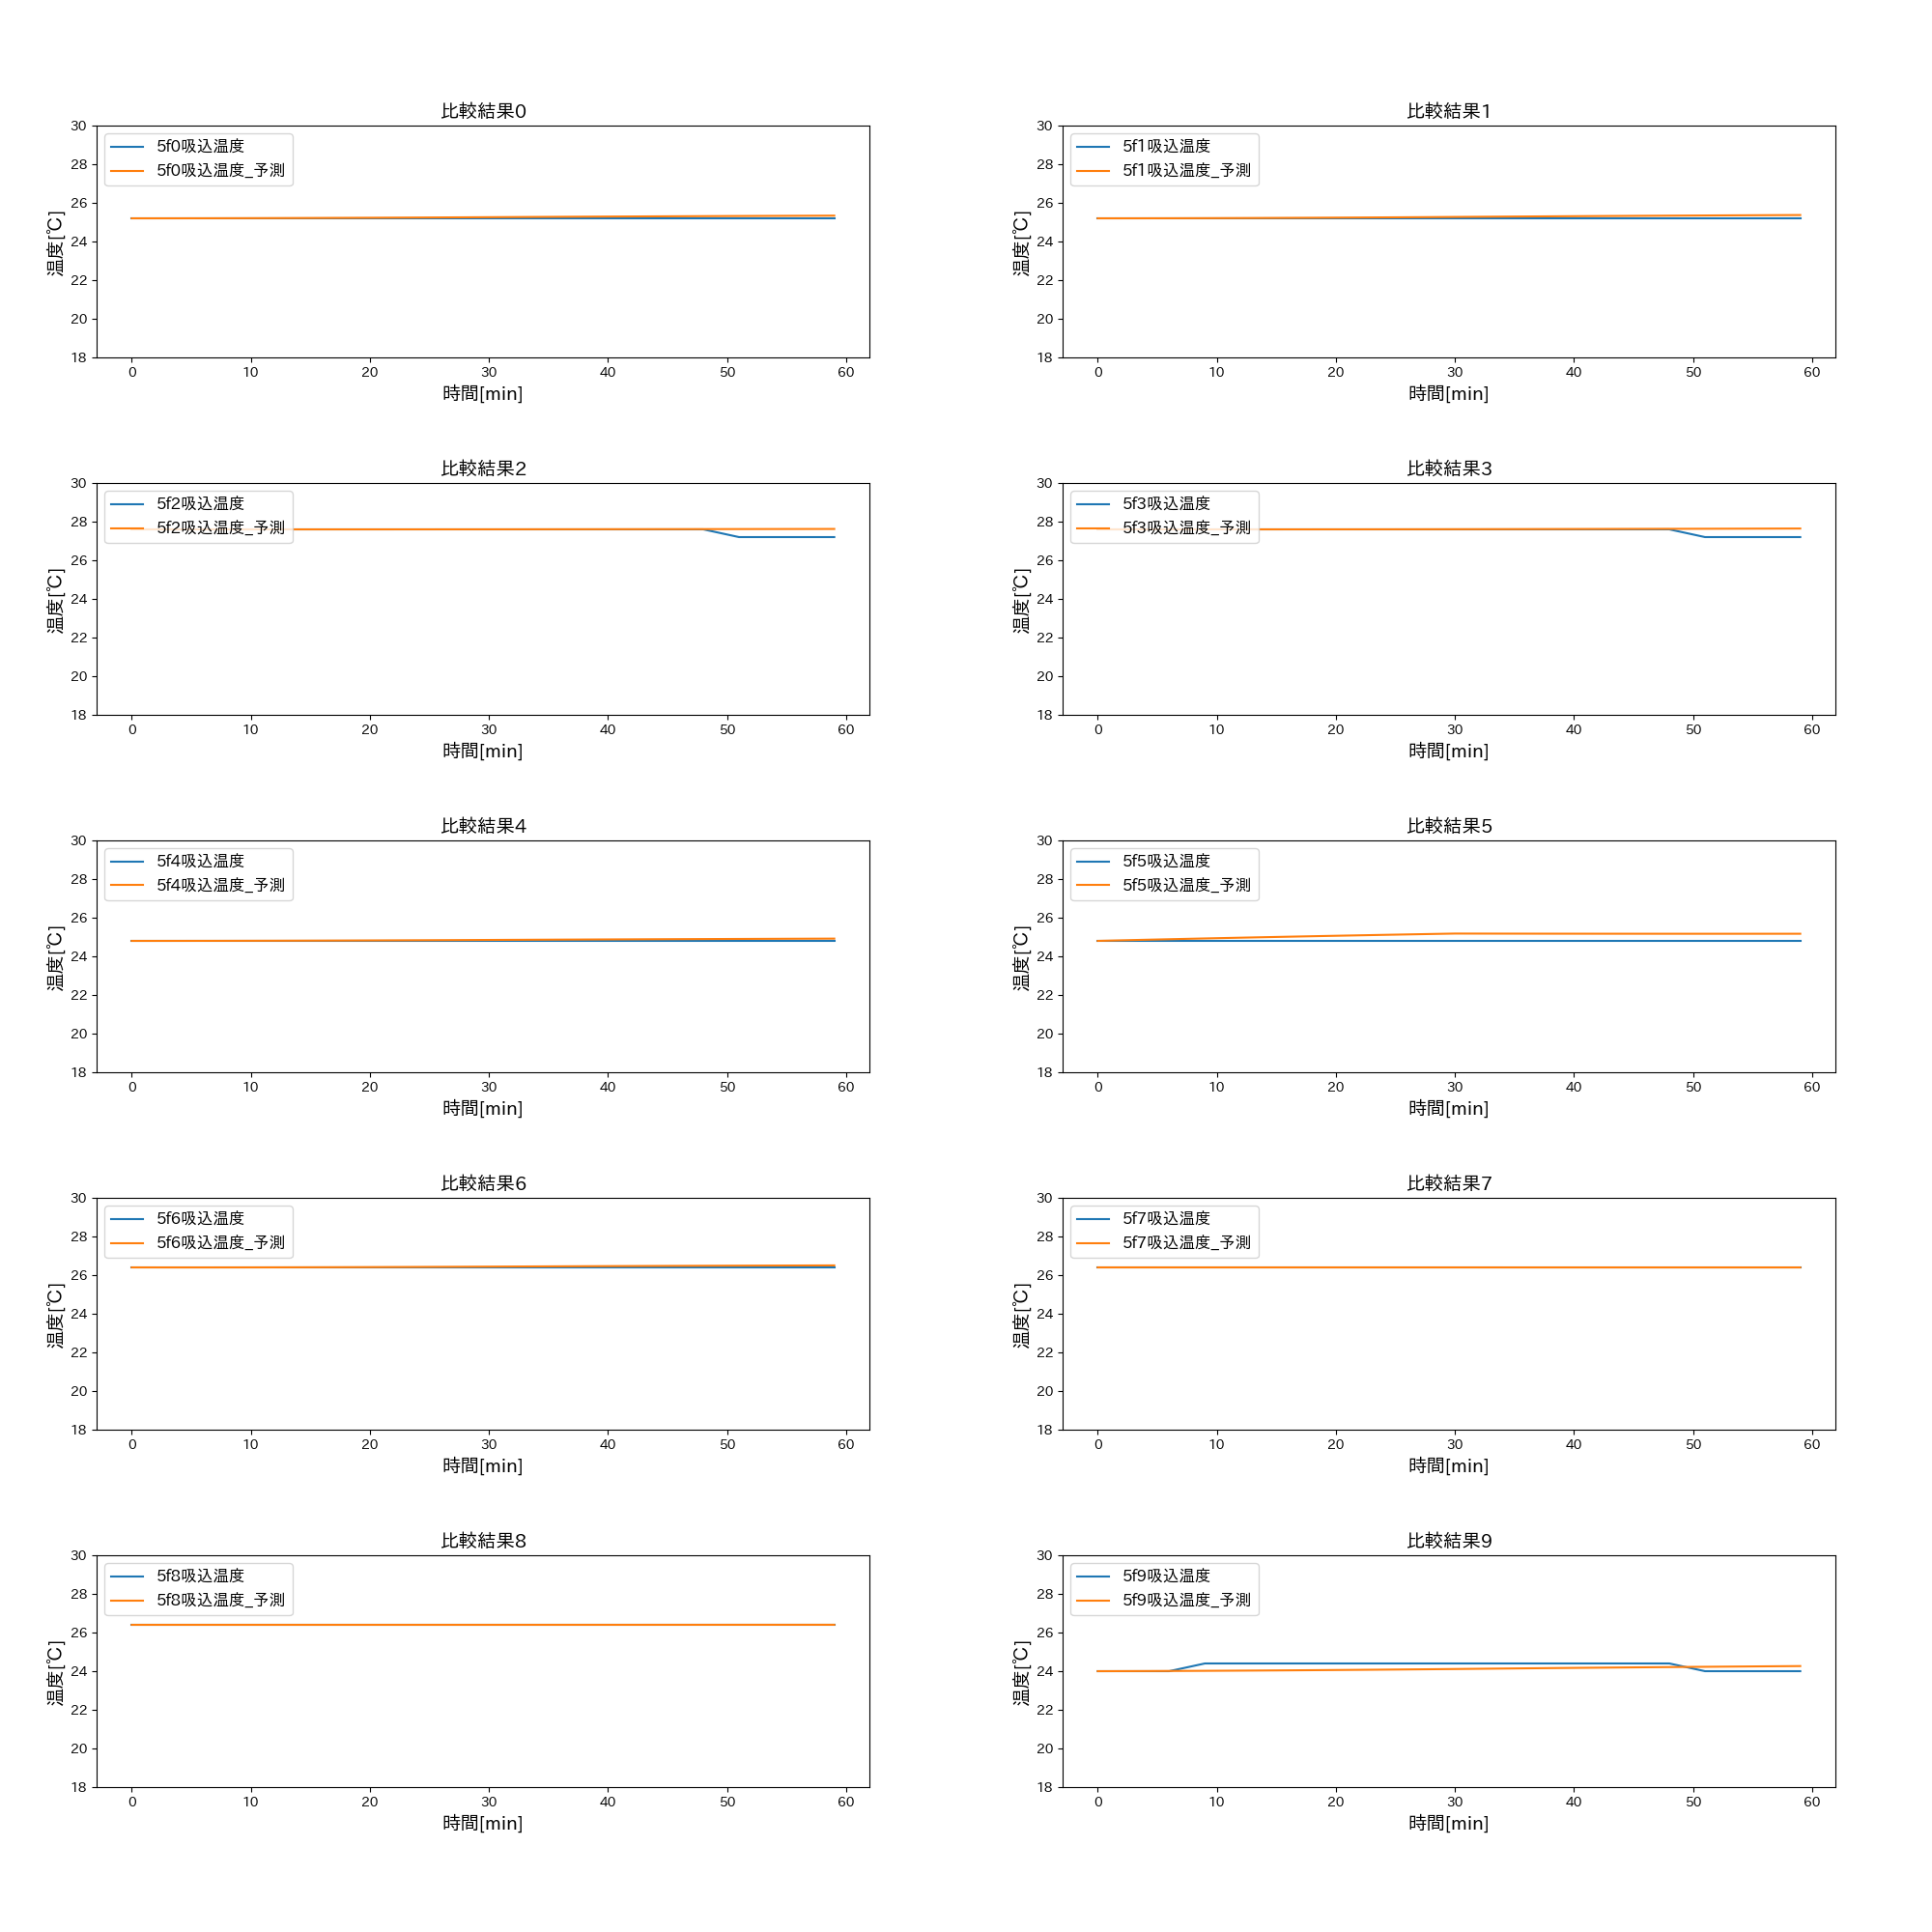 比較結果0
30
28
26
24
22
20
18
温度[℃]
5f0吸込温度
5f0吸込温度_予測
0 10 20 30 40 50 60
時間[min]
比較結果1
30
28
26
24
22
20
18
温度[℃]
5f1吸込温度
5f1吸込温度_予測
0 10 20 30 40 50 60
時間[min]
比較結果2
30
28
26
24
22
20
18
温度[℃]
5f2吸込温度
5f2吸込温度_予測
0 10 20 30 40 50 60
時間[min]
比較結果3
30
28
26
24
22
20
18
温度[℃]
5f3吸込温度
5f3吸込温度_予測
0 10 20 30 40 50 60
時間[min]
比較結果4
30
28
26
24
22
20
18
温度[℃]
5f4吸込温度
5f4吸込温度_予測
0 10 20 30 40 50 60
時間[min]
比較結果5
30
28
26
24
22
20
18
温度[℃]
5f5吸込温度
5f5吸込温度_予測
0 10 20 30 40 50 60
時間[min]
比較結果6
30
28
26
24
22
20
18
温度[℃]
5f6吸込温度
5f6吸込温度_予測
0 10 20 30 40 50 60
時間[min]
比較結果7
30
28
26
24
22
20
18
温度[℃]
5f7吸込温度
5f7吸込温度_予測
0 10 20 30 40 50 60
時間[min]
比較結果8
30
28
26
24
22
20
18
温度[℃]
5f8吸込温度
5f8吸込温度_予測
0 10 20 30 40 50 60
時間[min]
比較結果9
30
28
26
24
22
20
18
温度[℃]
5f9吸込温度
5f9吸込温度_予測
0 10 20 30 40 50 60
時間[min]